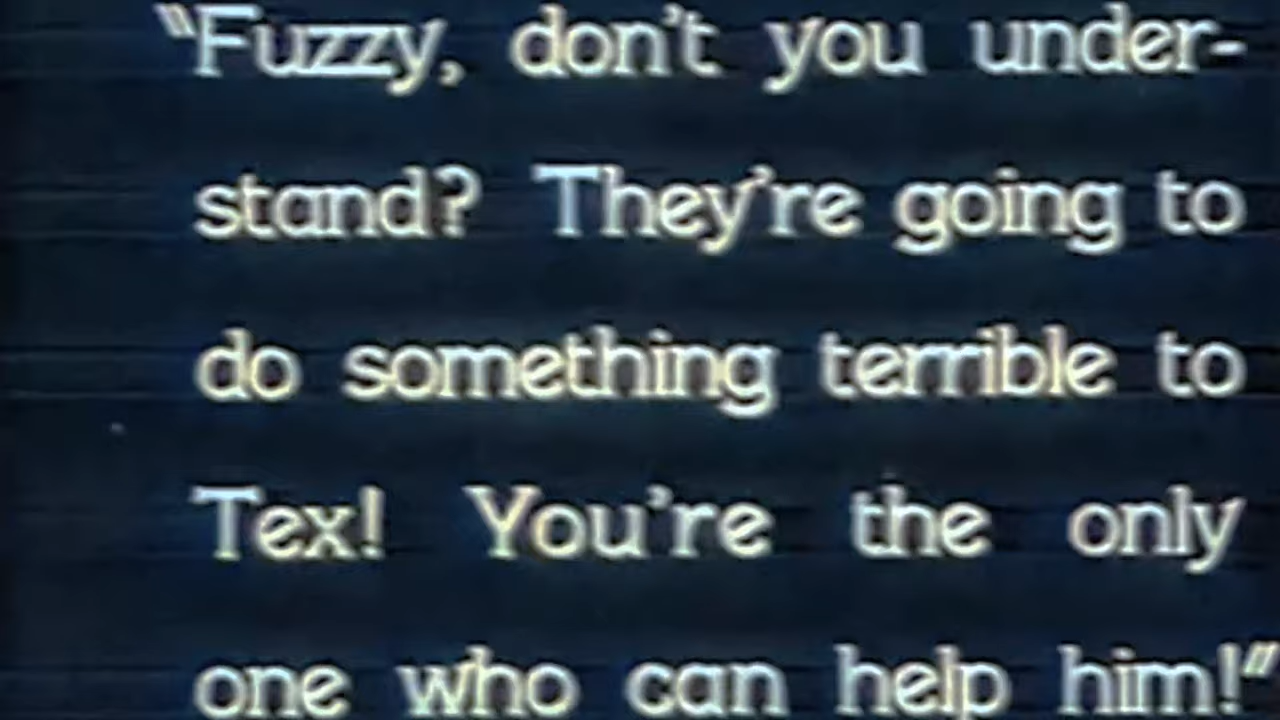 "Fuzzy, don't you under-
stand? They're going to
do something terrible to
Tex! You're the only
one who can help him!"